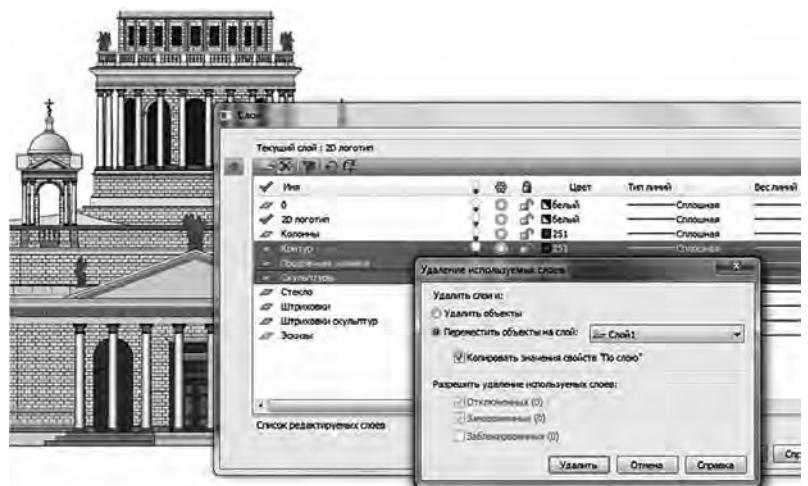 Слои
Текущий слой : 2D логотип
Имя Цвет Тип линий Вес линий
0 белый Сплошная
2D логотип белый Сплошная
Колонны 251 Сплошная
Контур 251 Сплошная
Скульптуры
Стекло
Штриховки
Штриховки скульптур
Эскизы
Список редактируемых слоев
Удаление используемых слоев
Удалить слои и:
Удалить объекты
Переместить объекты на слой: Слой1
Копировать значения свойств "По слою"
Разрешить удаление используемых слоев:
Отключенных (0)
Замороженных (0)
Заблокированных (0)
Удалить Отмена Справка
Спр